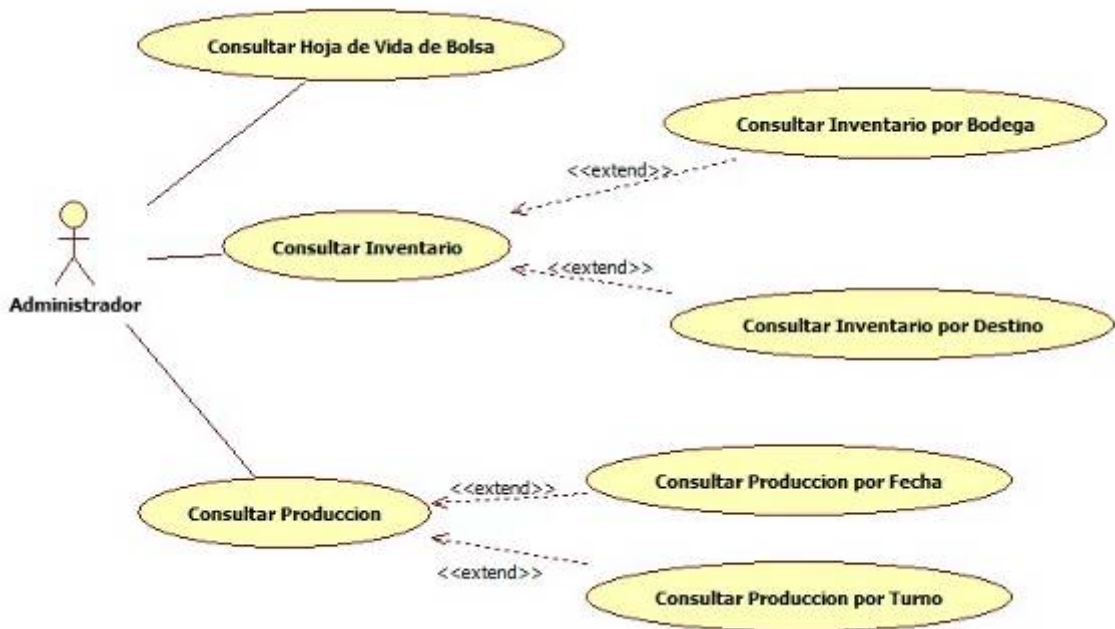 Consultar Hoja de Vida de Bolsa
Consultar Inventario por Bodega
<<extend>>
Consultar Inventario
<<extend>>
Administrador
Consultar Inventario por Destino
Consultar Produccion por Fecha
<<extend>>
Consultar Produccion
<<extend>>
Consultar Produccion por Turno